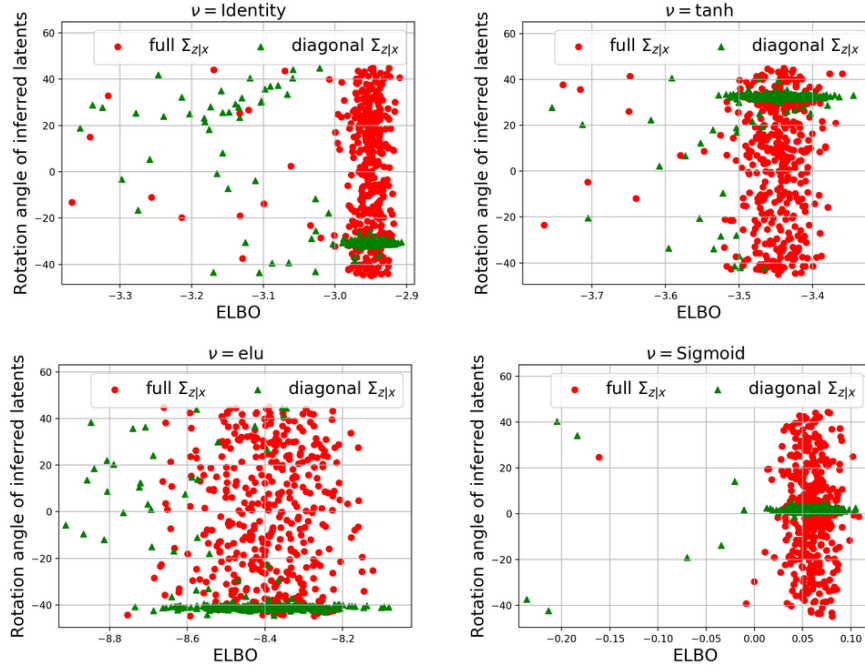 ν = Identity
full Σz|x
diagonal Σz|x
Rotation angle of inferred latents
60
40
20
0
−20
−40
−3.3
−3.2
−3.1
−3.0
−2.9
ELBO
ν = tanh
full Σz|x
diagonal Σz|x
Rotation angle of inferred latents
60
40
20
0
−20
−40
−3.7
−3.6
−3.5
−3.4
ELBO
ν = elu
full Σz|x
diagonal Σz|x
Rotation angle of inferred latents
60
40
20
0
−20
−40
−8.8
−8.6
−8.4
−8.2
ELBO
ν = Sigmoid
full Σz|x
diagonal Σz|x
Rotation angle of inferred latents
60
40
20
0
−20
−40
−0.20
−0.15
−0.10
−0.05
0.00
0.05
0.10
ELBO